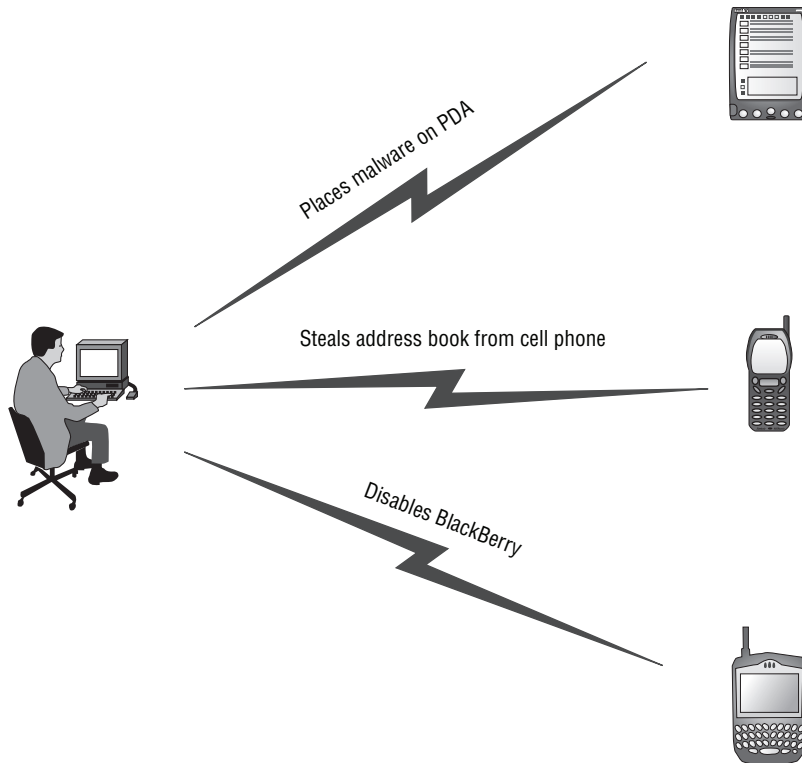 Places malware on PDA
Steals address book from cell phone
Disables BlackBerry